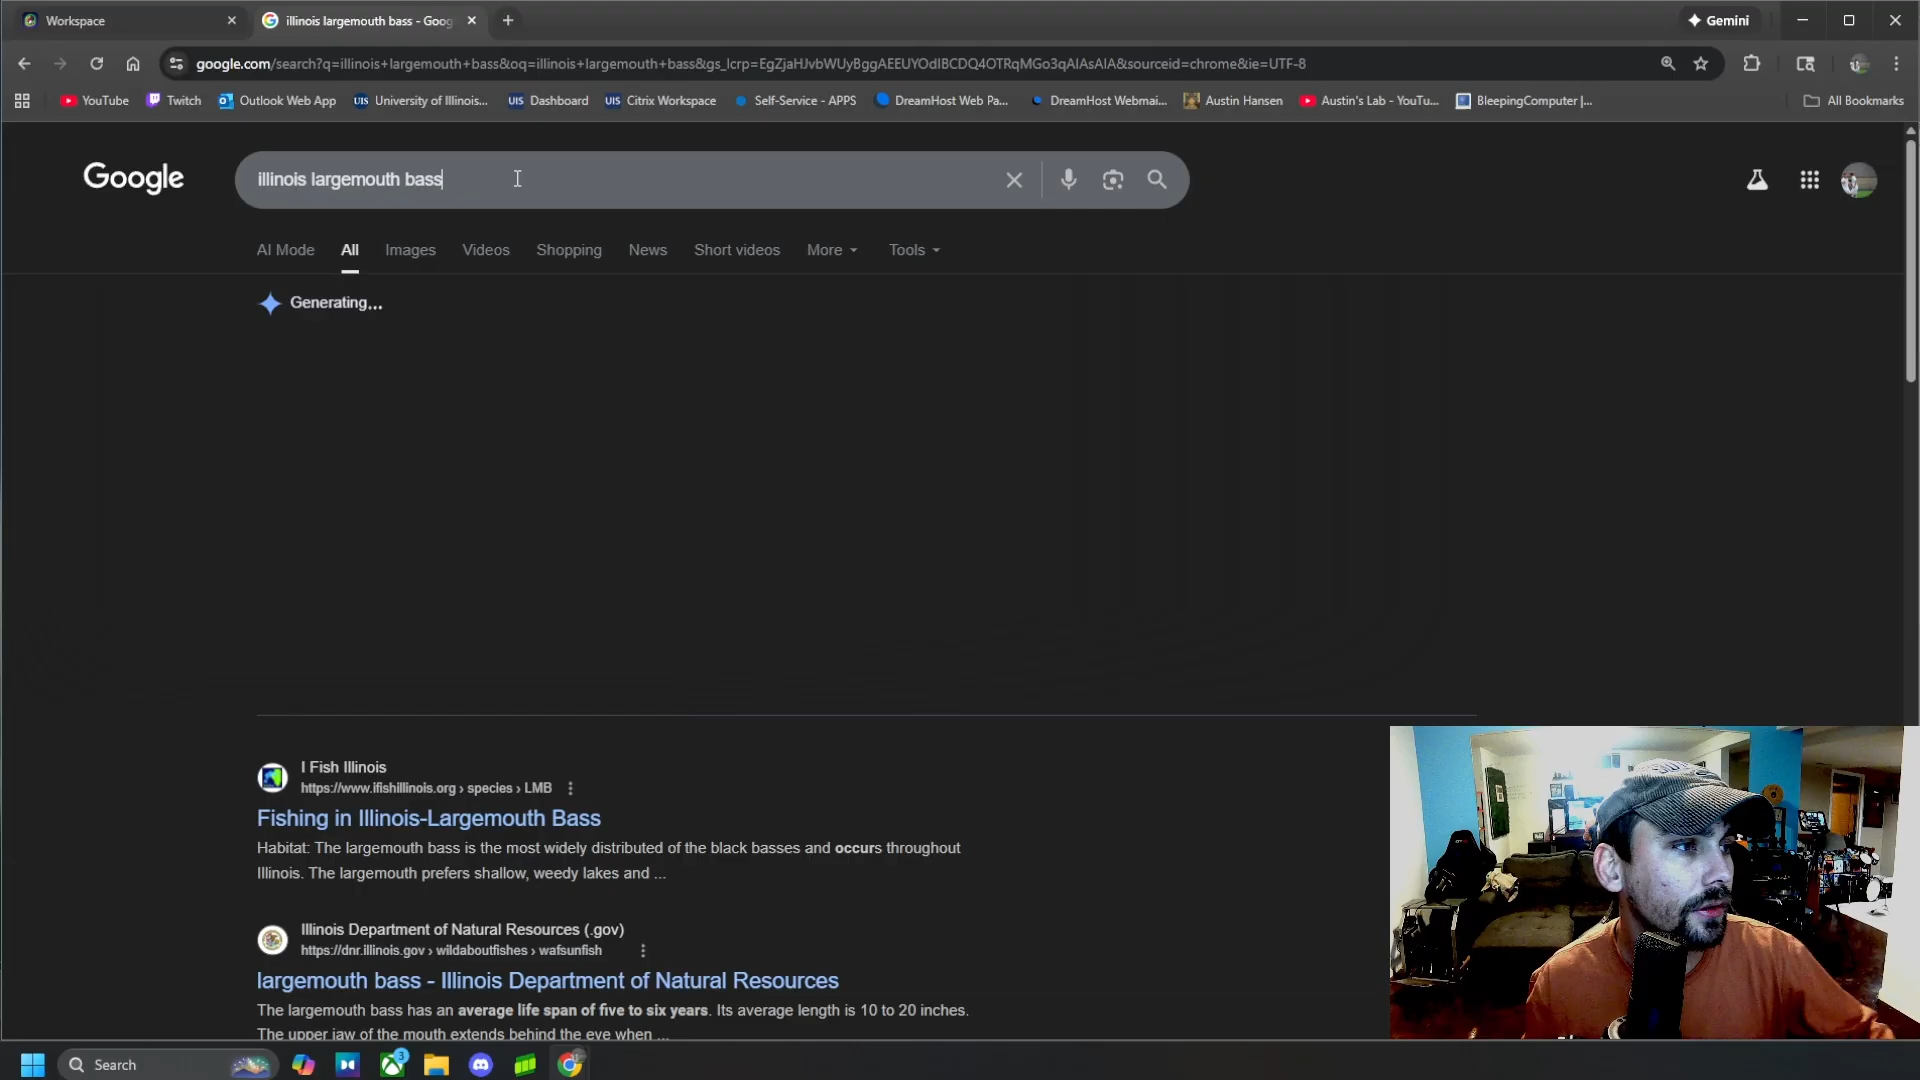 Workspace
illinois largemouth bass - Goog
Gemini
google.com/search?q=illinois+largemouth+bass&oq=illinois+largemouth+bass&gs_lcrp=EgZjaHJvbWUyBggAEEUYOdIBCDQ4OTRqMGo3qAIAsAIA&sourceid=chrome&ie=UTF-8
YouTube
Twitch
Outlook Web App
UIS University of Illinois...
UIS Dashboard
UIS Citrix Workspace
Self-Service - APPS
DreamHost Web Pa...
DreamHost Webmai...
Austin Hansen
Austin's Lab - YouTu...
BleepingComputer |...
All Bookmarks
Google
illinois largemouth bass
AI Mode
All
Images
Videos
Shopping
News
Short videos
More
Tools
Generating...
I Fish Illinois
https://www.ifishillinois.org › species › LMB
Fishing in Illinois-Largemouth Bass
Habitat: The largemouth bass is the most widely distributed of the black basses and occurs throughout
Illinois. The largemouth prefers shallow, weedy lakes and ...
Illinois Department of Natural Resources (.gov)
https://dnr.illinois.gov › wildaboutfishes › wafsunfish
largemouth bass - Illinois Department of Natural Resources
The largemouth bass has an average life span of five to six years. Its average length is 10 to 20 inches.
The upper jaw of the mouth extends behind the eye when ...
Search
3